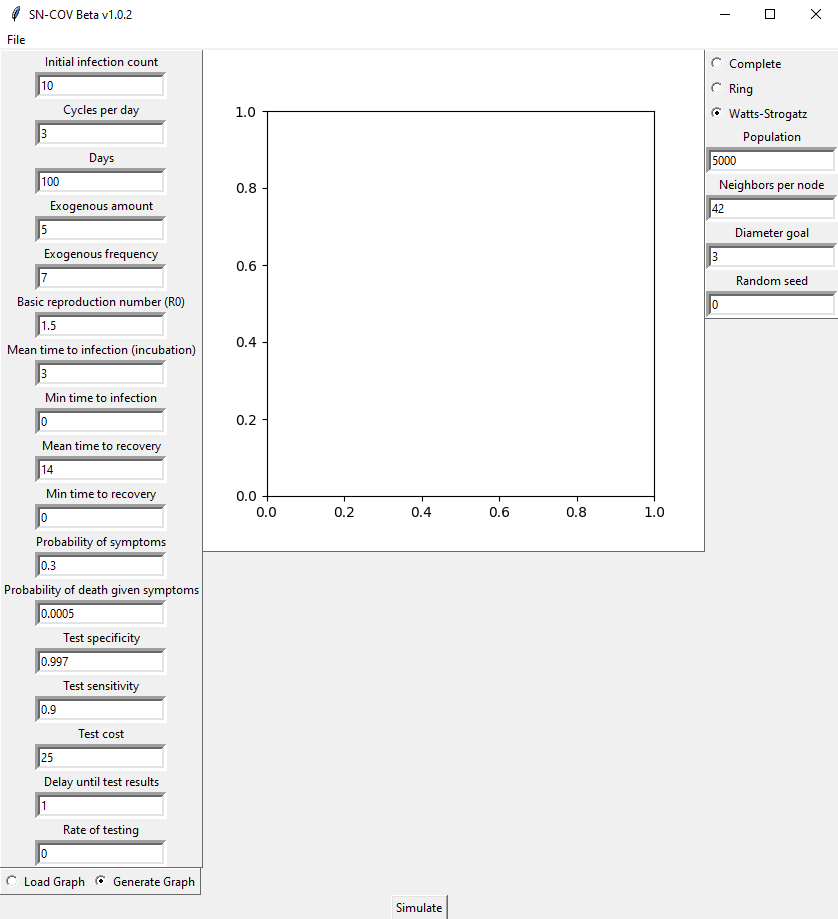 SN-COV Beta v1.0.2
File
Initial infection count
10
Cycles per day
3
Days
100
Exogenous amount
5
Exogenous frequency
7
Basic reproduction number (R0)
1.5
Mean time to infection (incubation)
3
Min time to infection
0
Mean time to recovery
14
Min time to recovery
0
Probability of symptoms
0.3
Probability of death given symptoms
0.0005
Test specificity
0.997
Test sensitivity
0.9
Test cost
25
Delay until test results
1
Rate of testing
0
Load Graph Generate Graph
1.0
0.8
0.6
0.4
0.2
0.0
0.0 0.2 0.4 0.6 0.8 1.0
Complete
Ring
Watts-Strogatz
Population
5000
Neighbors per node
42
Diameter goal
3
Random seed
0
Simulate